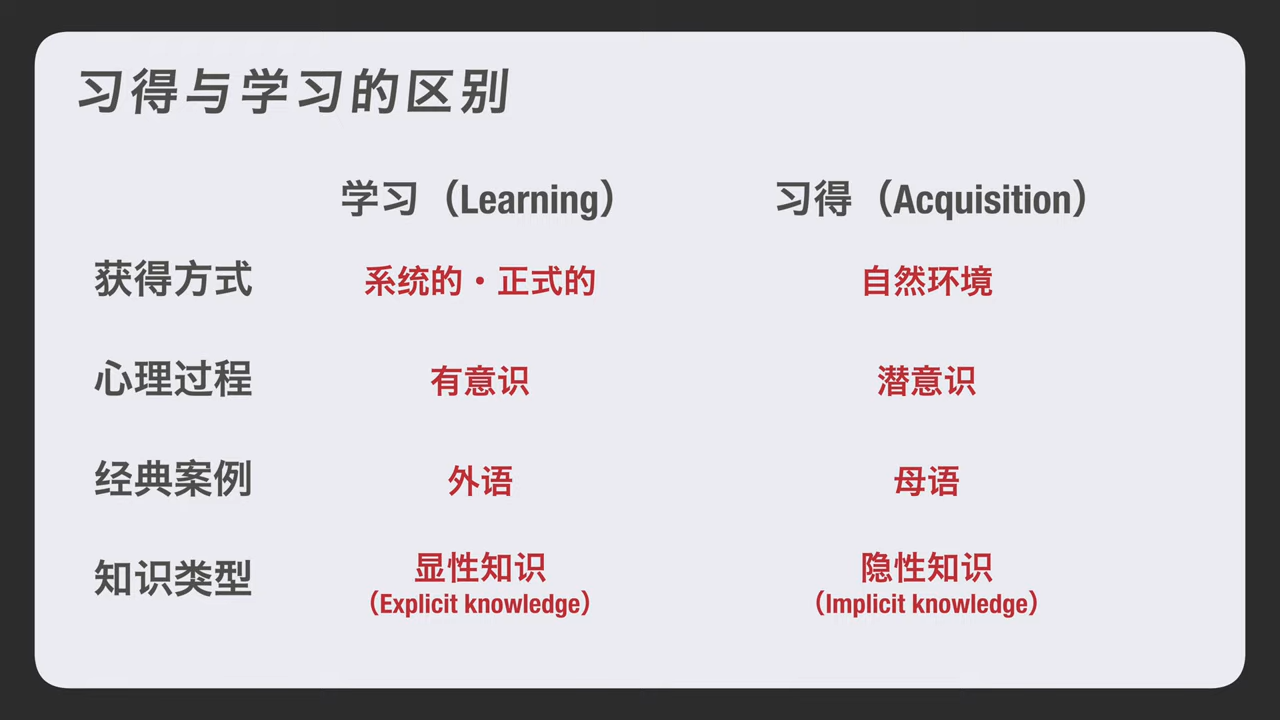 习得与学习的区别
学习（Learning） 习得（Acquisition）
获得方式 系统的·正式的 自然环境
心理过程 有意识 潜意识
经典案例 外语 母语
知识类型 显性知识 隐性知识
（Explicit knowledge） （Implicit knowledge）